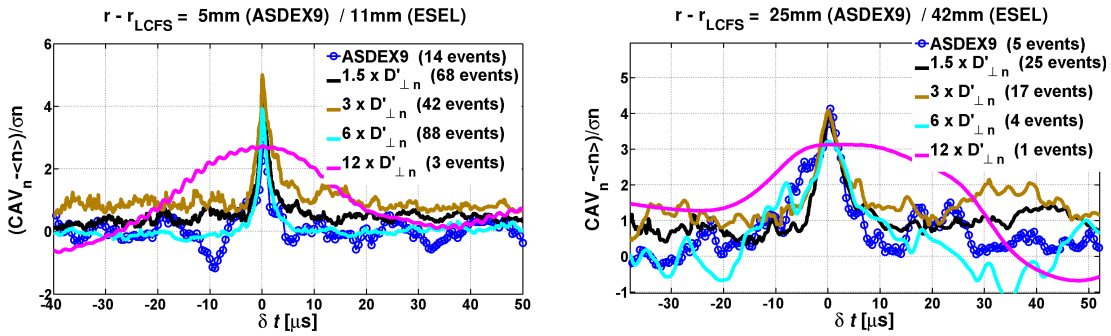 r - r_LCFS = 5mm (ASDEX9) / 11mm (ESEL)
(CAV_n-<n>)/σn
6
4
2
0
-2
ASDEX9 (14 events)
1.5 x D'_⊥n (68 events)
3 x D'_⊥n (42 events)
6 x D'_⊥n (88 events)
12 x D'_⊥n (3 events)
-40 -30 -20 -10 0 10 20 30 40 50
δ t [μs]
r - r_LCFS = 25mm (ASDEX9) / 42mm (ESEL)
(CAV_n-<n>)/σn
5
4
3
2
1
0
-1
ASDEX9 (5 events)
1.5 x D'_⊥n (25 events)
3 x D'_⊥n (17 events)
6 x D'_⊥n (4 events)
12 x D'_⊥n (1 events)
-30 -20 -10 0 10 20 30 40 50
δ t [μs]